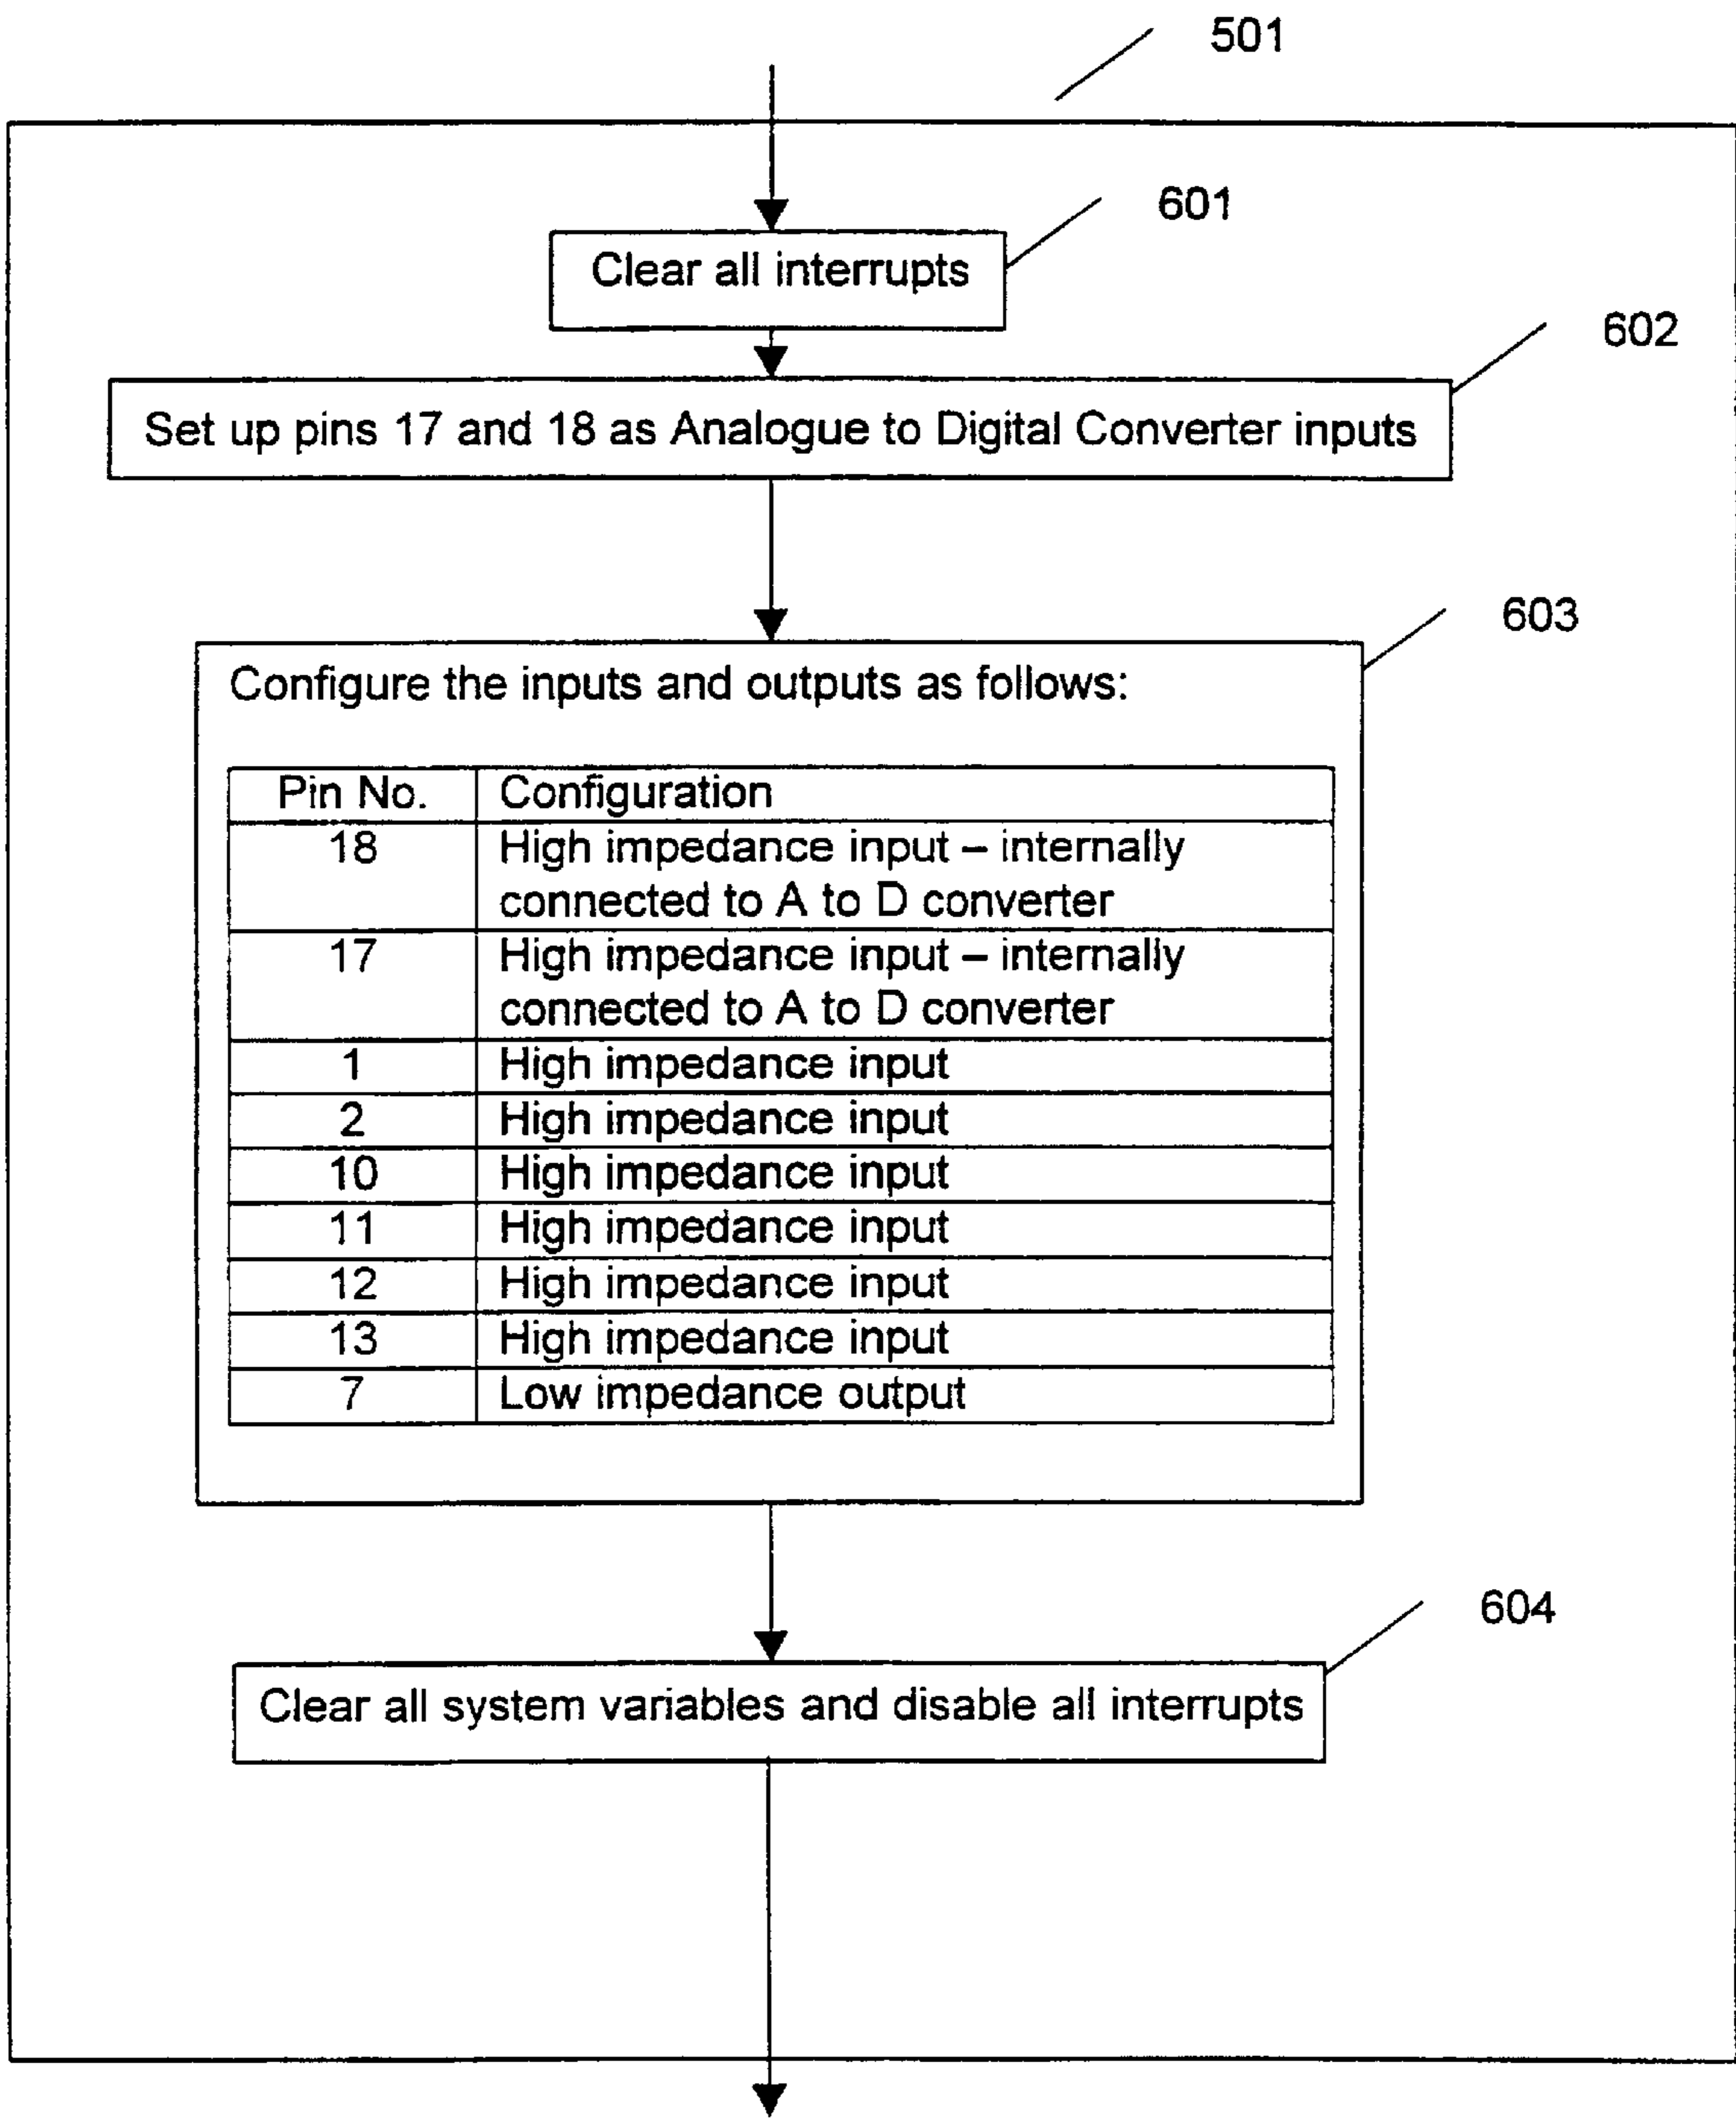 501
601
Clear all interrupts
602
Set up pins 17 and 18 as Analogue to Digital Converter inputs
603
Configure the inputs and outputs as follows:
Pin No. Configuration
18 High impedance input – internally
connected to A to D converter
17 High impedance input – internally
connected to A to D converter
1 High impedance input
2 High impedance input
10 High impedance input
11 High impedance input
12 High impedance input
13 High impedance input
7 Low impedance output
604
Clear all system variables and disable all interrupts